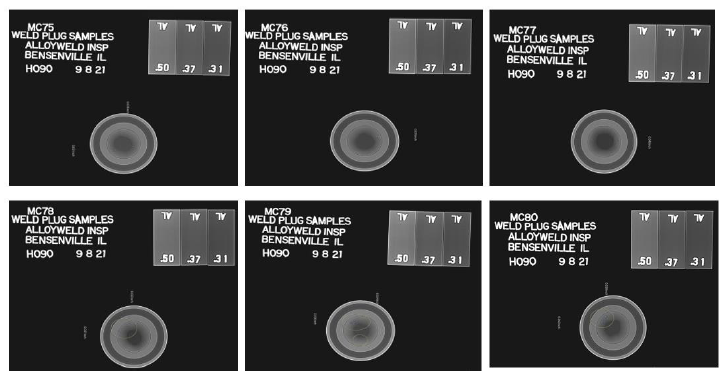 MC75
WELD PLUG SAMPLES
ALLOYWELD INSP
BENSENVILLE IL
H090 9 8 21
AL AL AL
.50 .37 .31
MC76
WELD PLUG SAMPLES
ALLOYWELD INSP
BENSENVILLE IL
H090 9 8 21
AL AL AL
.50 .37 .31
MC77
WELD PLUG SAMPLES
ALLOYWELD INSP
BENSENVILLE IL
H090 9 8 21
AL AL AL
.50 .37 .31
MC78
WELD PLUG SAMPLES
ALLOYWELD INSP
BENSENVILLE IL
H090 9 8 21
AL AL AL
.50 .37 .31
MC79
WELD PLUG SAMPLES
ALLOYWELD INSP
BENSENVILLE IL
H090 9 8 21
AL AL AL
.50 .37 .31
MC80
WELD PLUG SAMPLES
ALLOYWELD INSP
BENSENVILLE IL
H090 9 8 21
AL AL AL
.50 .37 .31